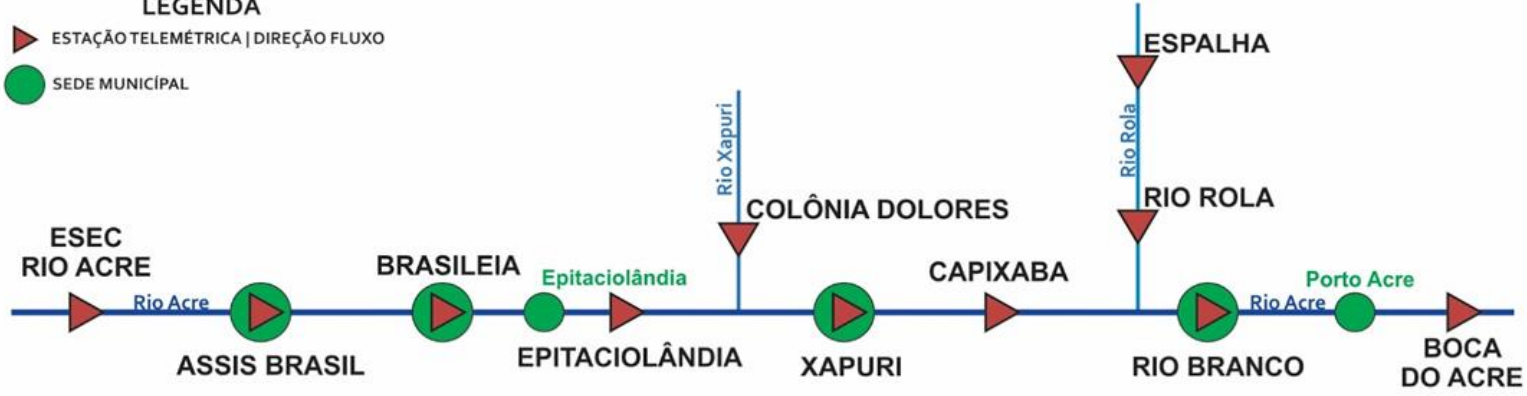 LEGENDA
ESTAÇÃO TELEMÉTRICA | DIREÇÃO FLUXO
SEDE MUNICÍPAL
ESPALHA
Rio Xapuri
Rio Rola
COLÔNIA DOLORES
RIO ROLA
ESEC
RIO ACRE
BRASILEIA
Epitaciolândia
CAPIXABA
Porto Acre
Rio Acre
Rio Acre
ASSIS BRASIL
EPITACIOLÂNDIA
XAPURI
RIO BRANCO
BOCA
DO ACRE